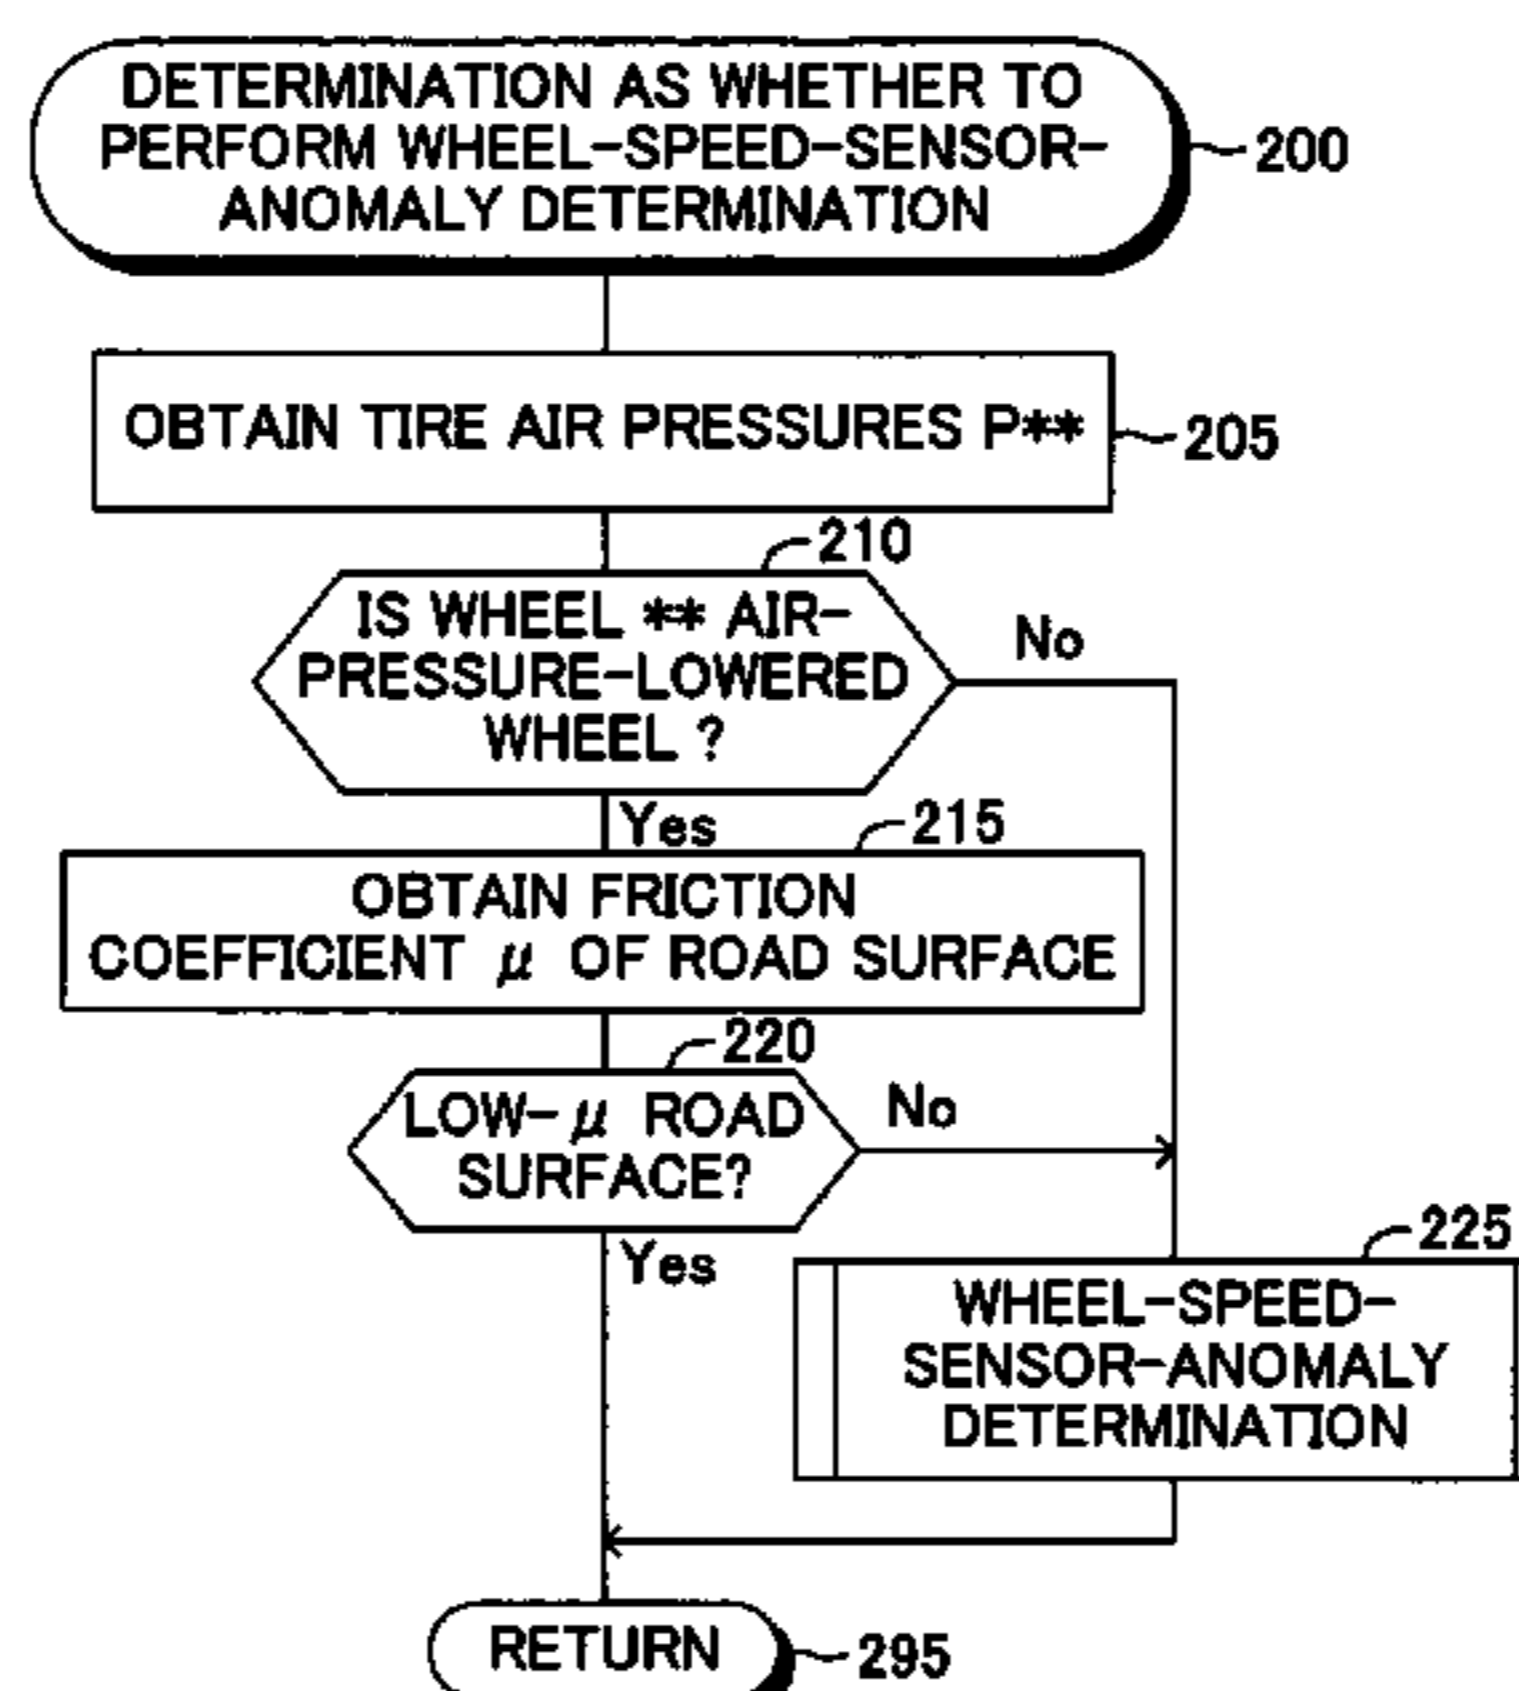 DETERMINATION AS WHETHER TO
PERFORM WHEEL-SPEED-SENSOR-
ANOMALY DETERMINATION
200
OBTAIN TIRE AIR PRESSURES P**
205
210
IS WHEEL ** AIR-
PRESSURE-LOWERED
WHEEL ?
No
Yes
215
OBTAIN FRICTION
COEFFICIENT μ OF ROAD SURFACE
220
LOW-μ ROAD
SURFACE?
No
Yes
225
WHEEL-SPEED-
SENSOR-ANOMALY
DETERMINATION
RETURN
295